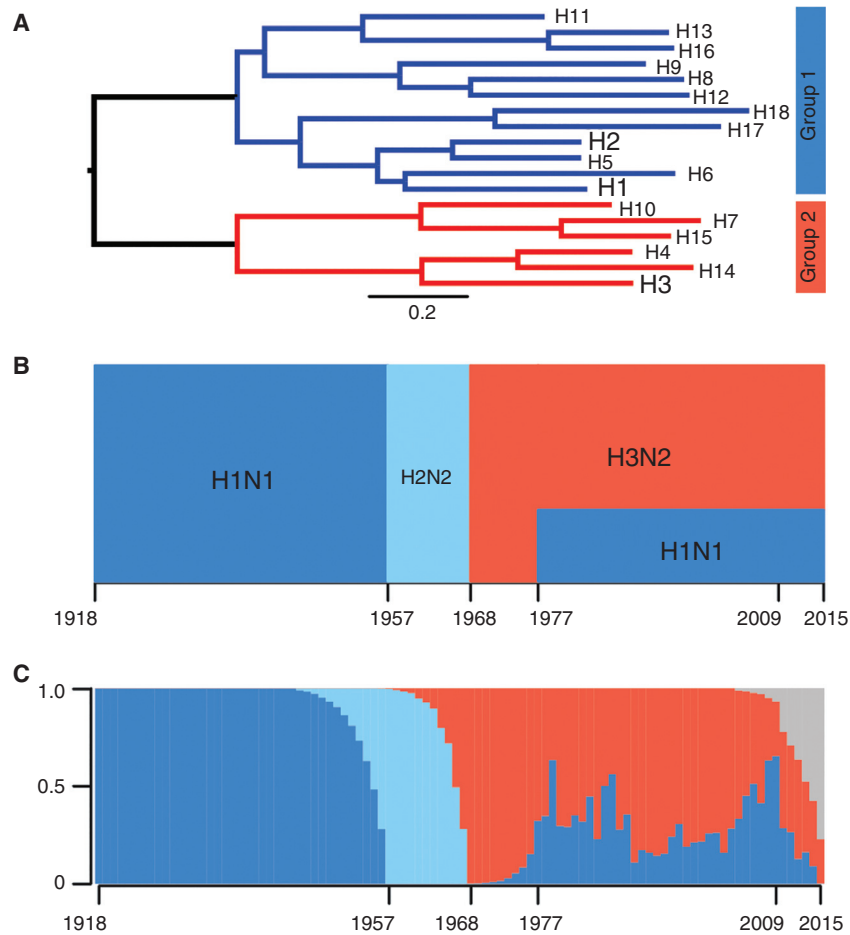 A
H11
H13
H16
H9
H8
H12
H18
H17
H2
H5
H6
H1
H10
H7
H15
H4
H14
H3
Group 1
Group 2
0.2
B
H1N1
H2N2
H3N2
H1N1
1918
1957
1968
1977
2009
2015
C
1.0
0.5
0
1918
1957
1968
1977
2009
2015